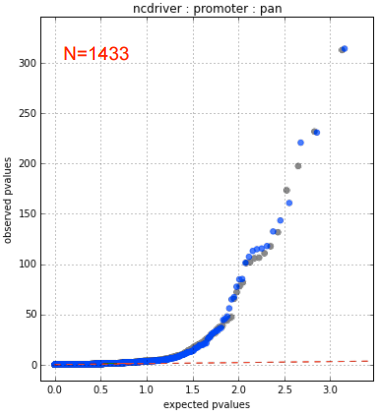 ncdriver : promoter : pan
N=1433
observed pvalues
300
250
200
150
100
50
0
0.0 0.5 1.0 1.5 2.0 2.5 3.0
expected pvalues